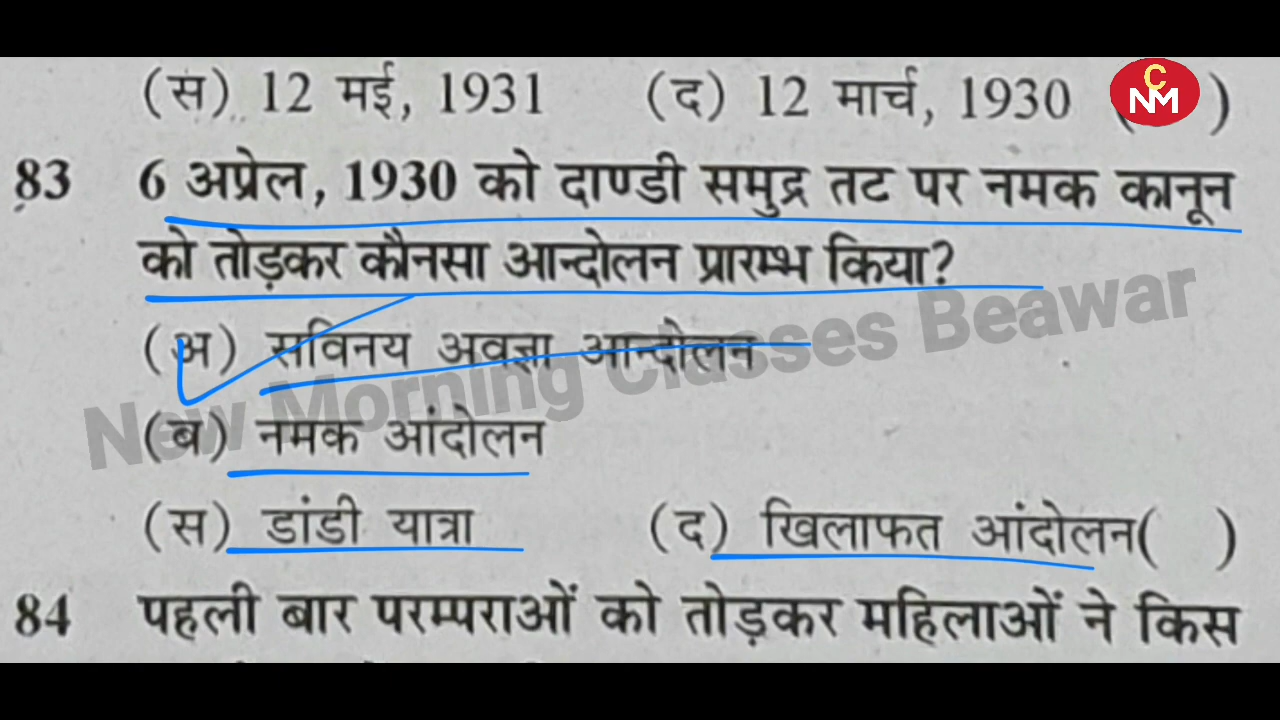 (स) 12 मई, 1931 (द) 12 मार्च, 1930 ( )
CNM
83 6 अप्रेल, 1930 को दाण्डी समुद्र तट पर नमक कानून
को तोड़कर कौनसा आन्दोलन प्रारम्भ किया?
(अ) सविनय अवज्ञा आन्दोलन
(ब) नमक आंदोलन
New Morning Classes Beawar
(स) डांडी यात्रा (द) खिलाफत आंदोलन( )
84 पहली बार परम्पराओं को तोड़कर महिलाओं ने किस